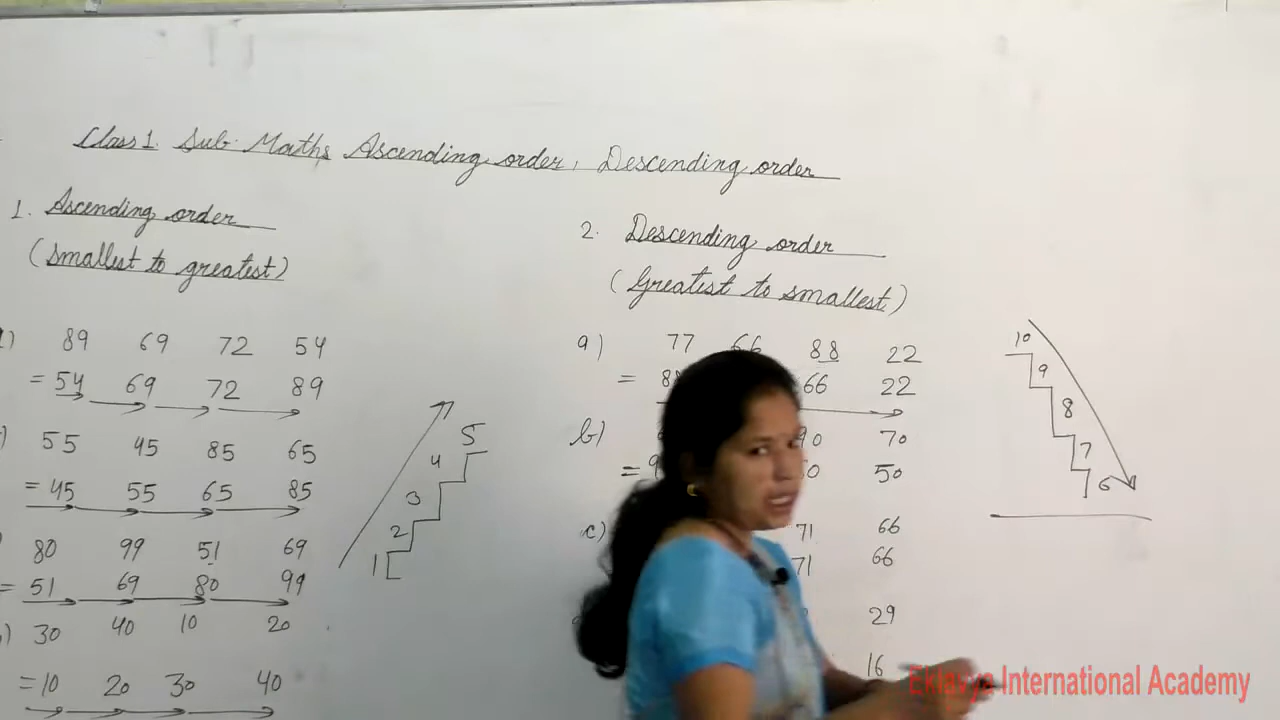 Class 1. Sub. Maths Ascending order, Descending order
1. Ascending order
(Smallest to greatest)
) 89 69 72 54
= 54 69 72 89
) 55 45 85 65
= 45 55 65 85
80 99 51 69
= 51 69 80 99
) 30 40 10 20
= 10 20 30 40
1 2 3 4 5
2. Descending order
(Greatist to smallest)
a) 77 66 88 22
= 66 22
b) 70
= 50
c) 71 66
71 66
29
16
10
9
8
7
6
Eklavya International Academy